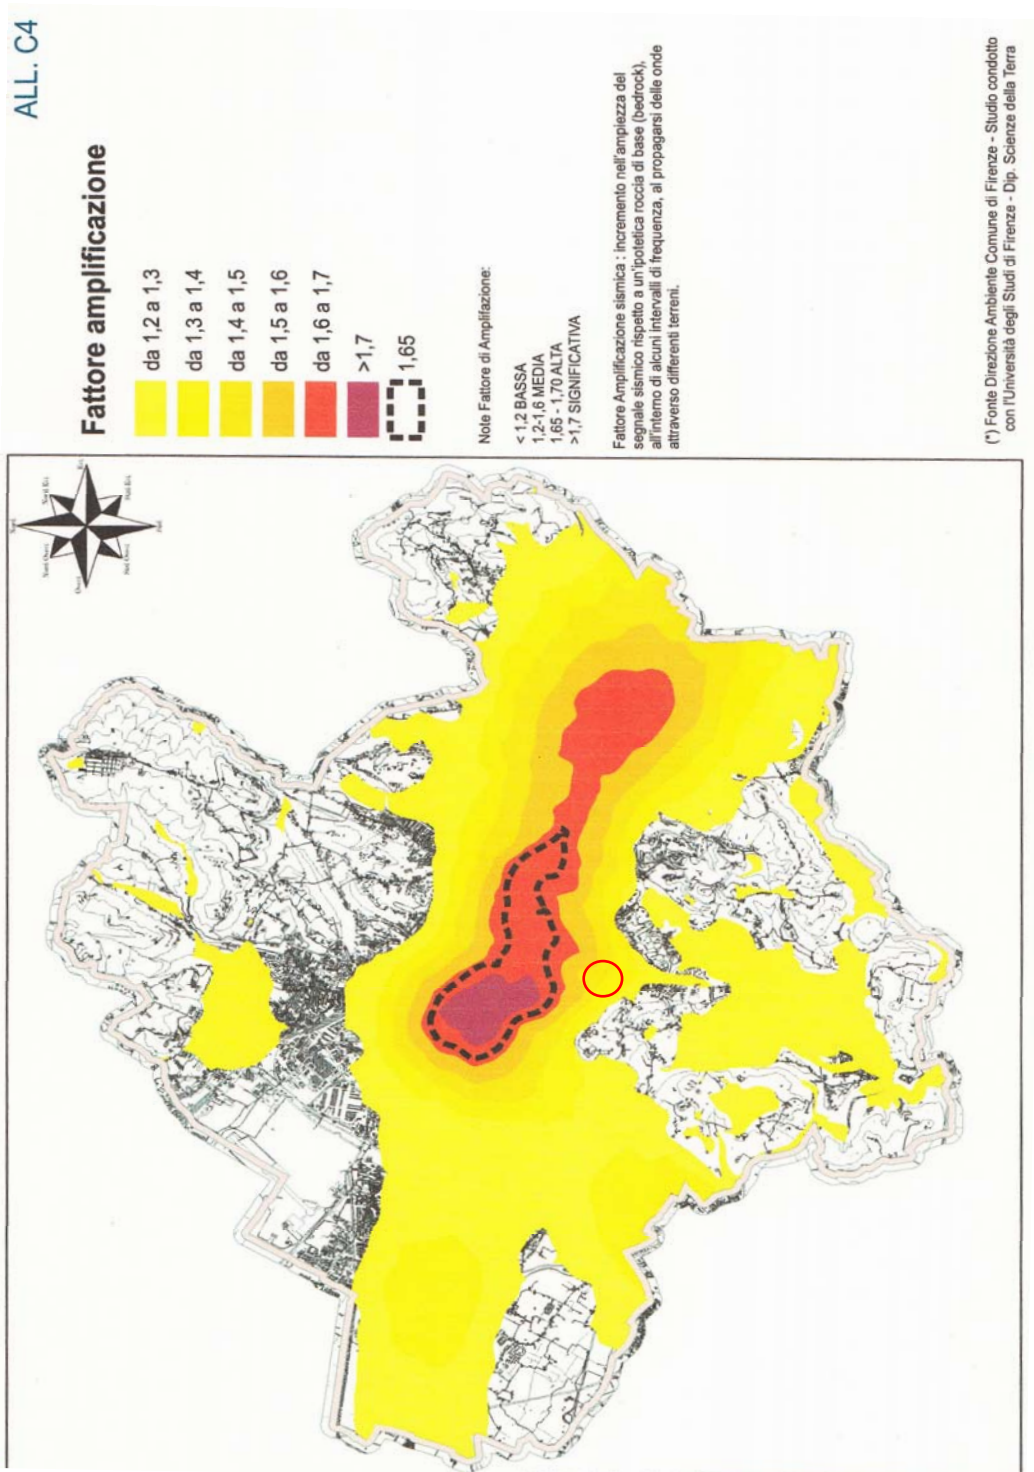 ALL. C4
Fattore amplificazione
da 1,2 a 1,3
da 1,3 a 1,4
da 1,4 a 1,5
da 1,5 a 1,6
da 1,6 a 1,7
>1,7
1,65
Note Fattore di Amplifazione:
< 1,2 BASSA
1,2-1,6 MEDIA
1,65 - 1,70 ALTA
>1,7 SIGNIFICATIVA
Fattore Amplificazione sismica : incremento nell'ampiezza del
segnale sismico rispetto a un'ipotetica roccia di base (bedrock),
all'interno di alcuni intervalli di frequenza, al propagarsi delle onde
attraverso differenti terreni.
(*) Fonte Direzione Ambiente Comune di Firenze - Studio condotto
con l'Università degli Studi di Firenze - Dip. Scienze della Terra